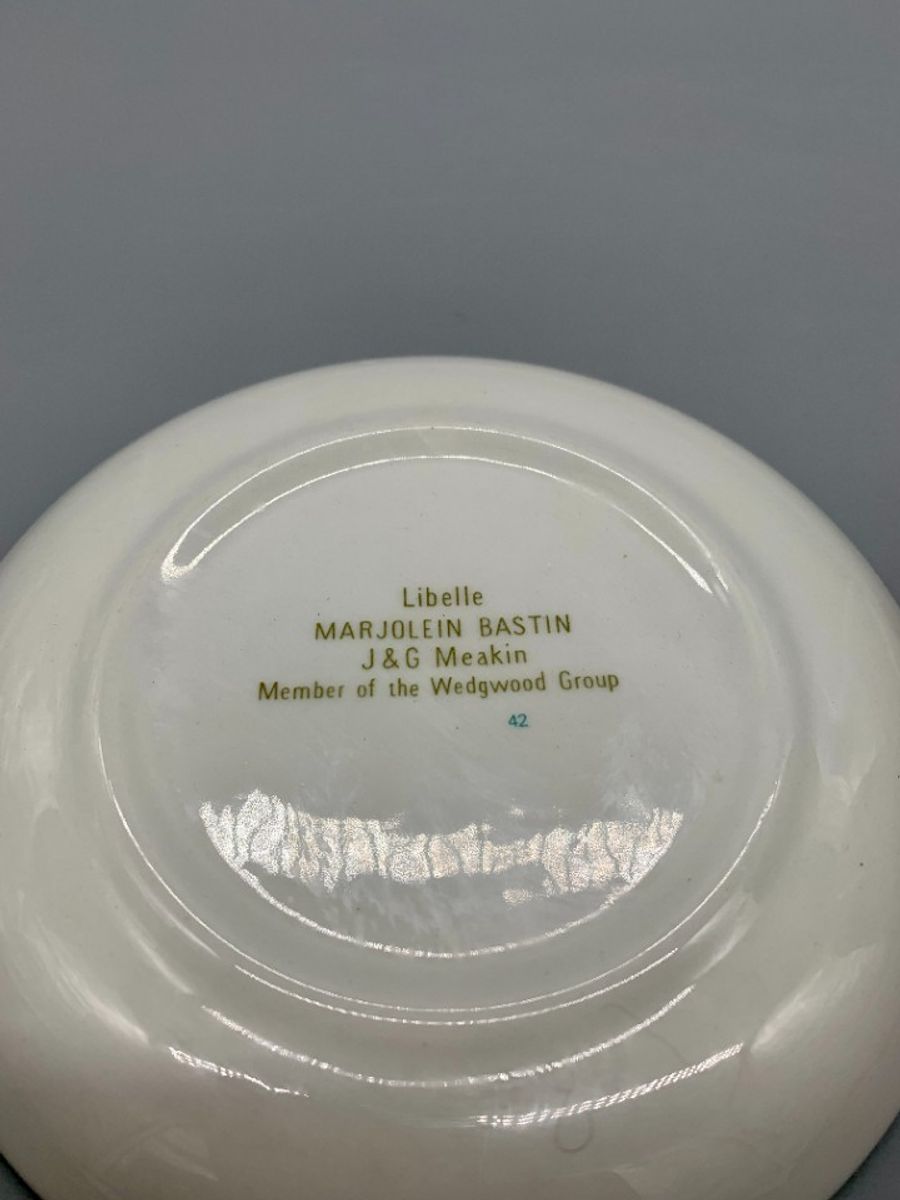 Libelle
MARJOLEIN BASTIN
J & G Meakin
Member of the Wedgwood Group
42